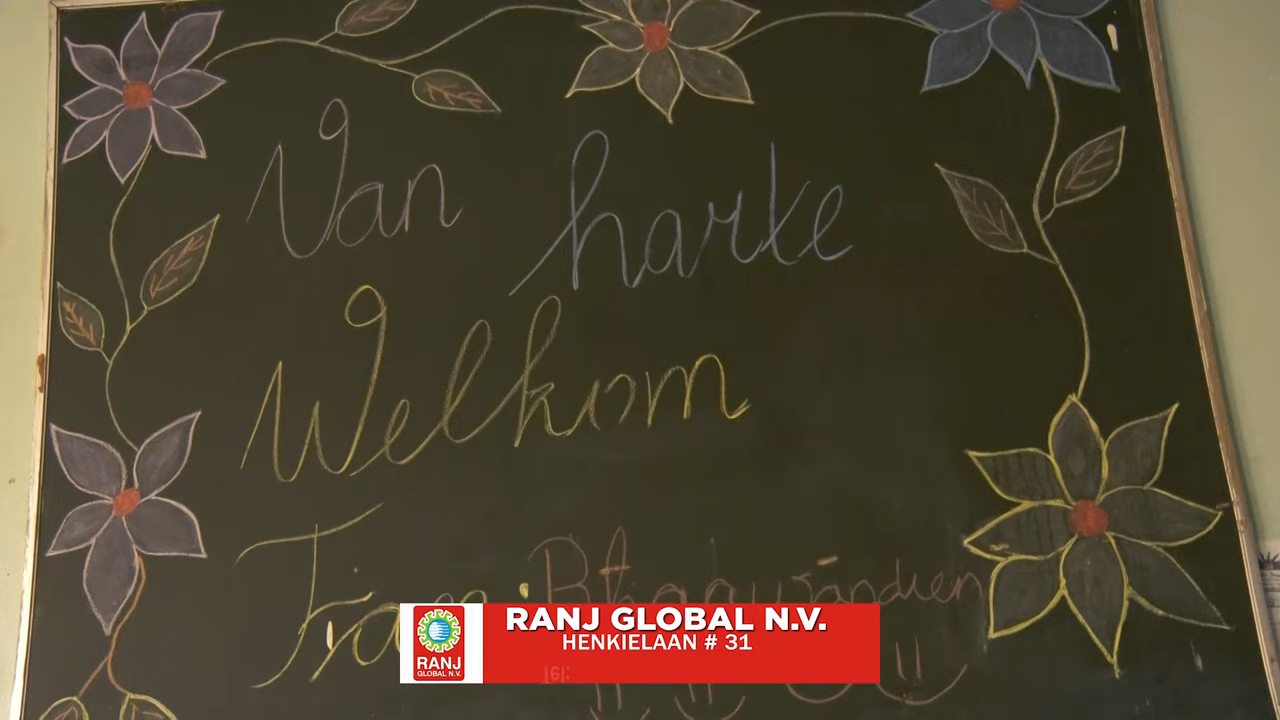 Van harte
Welkom
RANJ GLOBAL N.V.
HENKIELAAN # 31
RANJ
GLOBAL N.V.